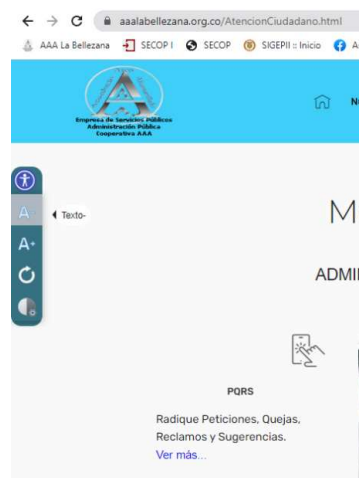 aaalabellezana.org.co/AtencionCiudadano.html
AAA La Bellezana SECOP I SECOP SIGEPII :: Inicio A
Empresa de Servicios Públicos
Administración Pública
Cooperativa AAA
N
A- Texto-
A+
M
ADMI
PQRS
Radique Peticiones, Quejas,
Reclamos y Sugerencias.
Ver más...